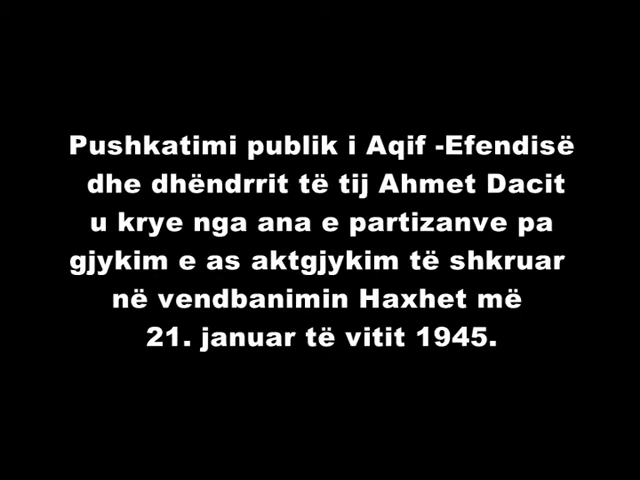 Pushkatimi publik i Aqif -Efendisë
dhe dhëndrrit të tij Ahmet Dacit
u krye nga ana e partizanve pa
gjykim e as aktgjykim të shkruar
në vendbanimin Haxhet më
21. januar të vitit 1945.